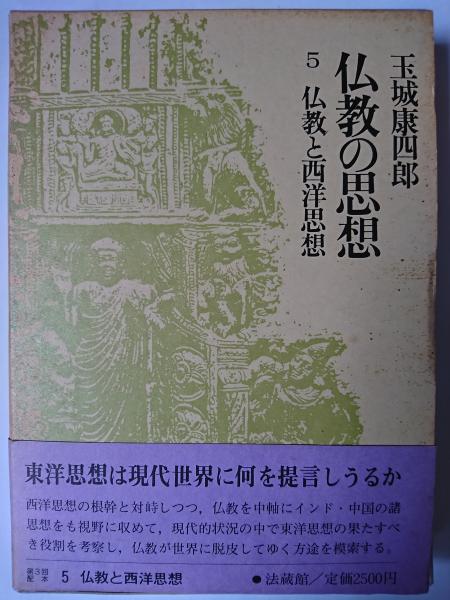 玉城康四郎
仏教の思想
5 仏教と西洋思想
東洋思想は現代世界に何を提言しうるか
西洋思想の根幹と対峙しつつ，仏教を中軸にインド・中国の諸
思想をも視野に収めて，現代的状況の中で東洋思想の果たすべ
き役割を考察し，仏教が世界に脱皮してゆく方途を模索する。
第3回
配本
5 仏教と西洋思想
●法蔵館／定価2500円